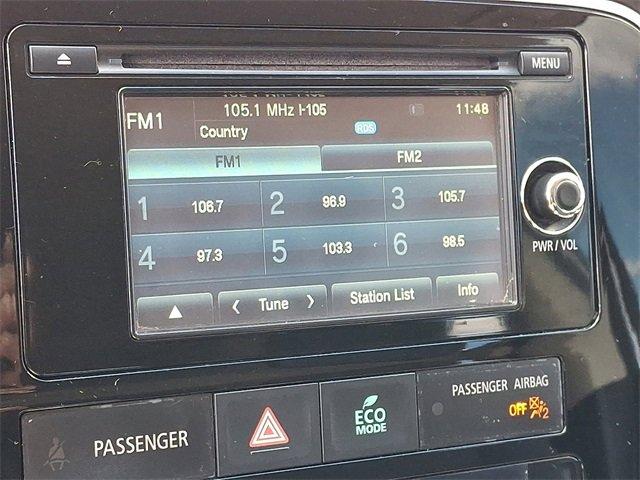 MENU
105.1 MHz I-105
11:48
FM1
Country
RDS
FM1
FM2
1 106.7
2 96.9
3 105.7
4 97.3
5 103.3
6 98.5
Tune
Station List
Info
PWR/VOL
PASSENGER
ECO
MODE
PASSENGER AIRBAG
OFF
2